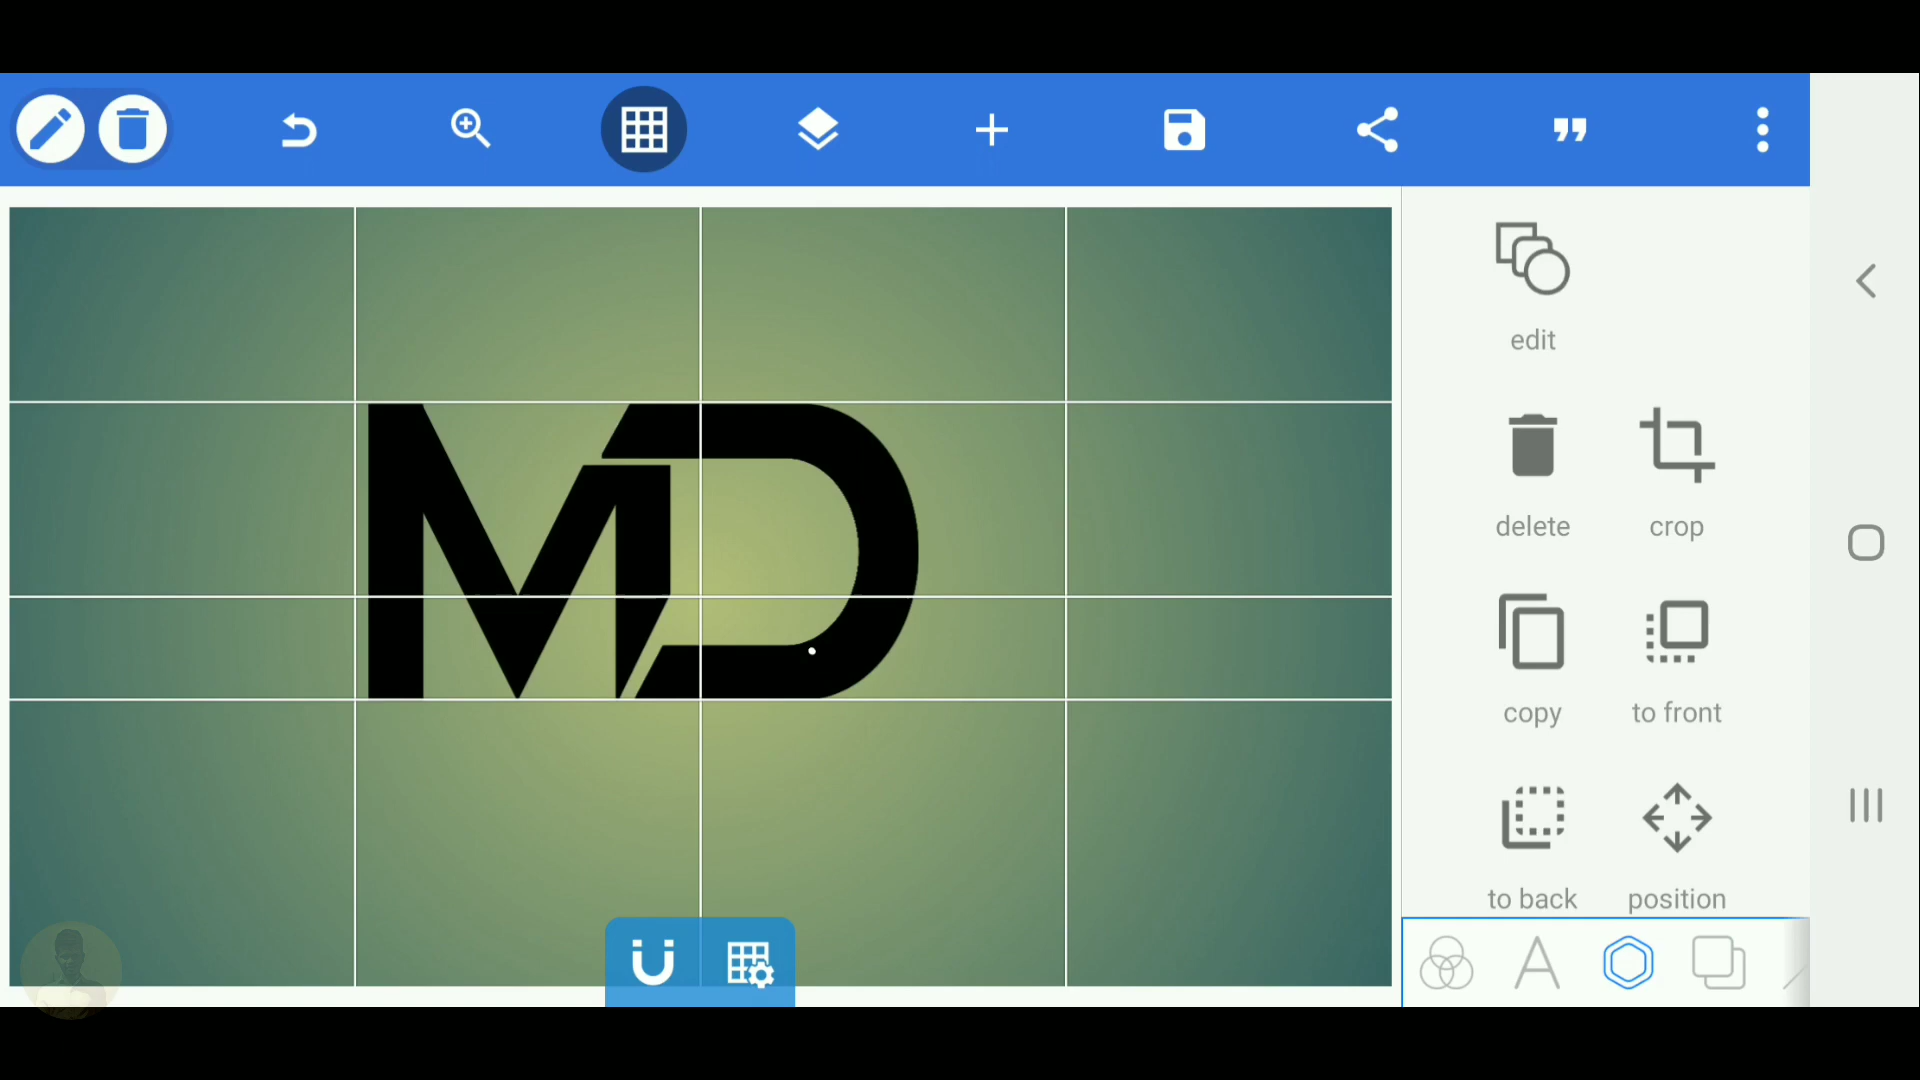 MD
edit
delete crop
copy to front
to back position